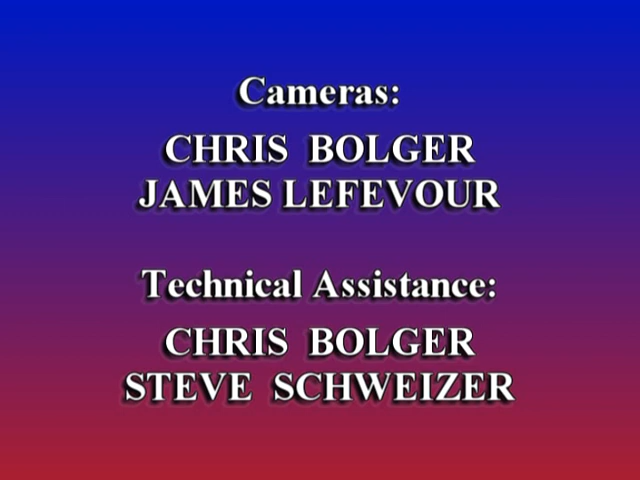 Cameras:
CHRIS BOLGER
JAMES LEFEVOUR
Technical Assistance:
CHRIS BOLGER
STEVE SCHWEIZER